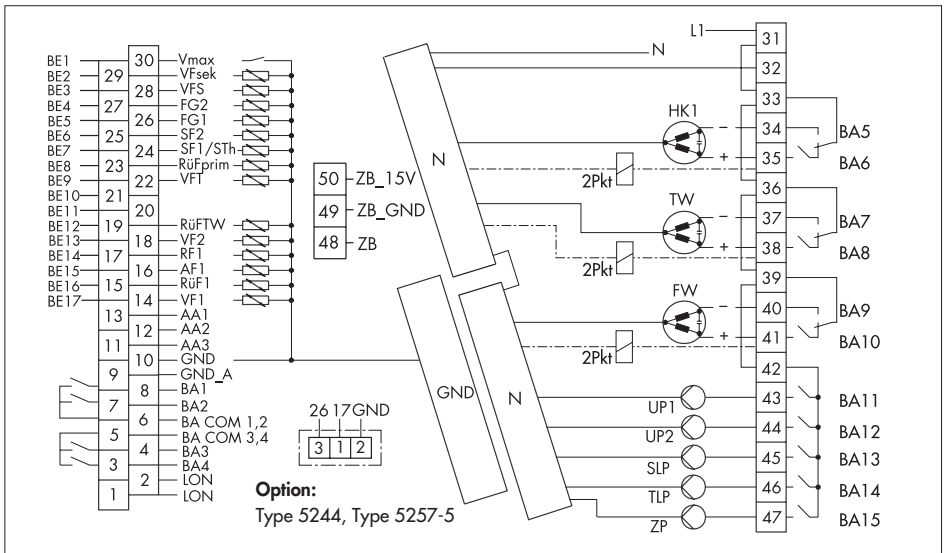 BE1 30 Vmax
BE2 29 VFsek
BE3 28 VFS
BE4 27 FG2
BE5 26 FG1
BE6 25 SF2
BE7 24 SF1/STh
BE8 23 RüFprim
BE9 22 VFT
BE10 21
BE11 20
BE12 19 RüFTW
BE13 18 VF2
BE14 17 RF1
BE15 16 AF1
BE16 15 RüF1
BE17 14 VF1
13 AA1
12 AA2
11 AA3
10 GND
9 GND_A
8 BA1
7 BA2
6 BA COM 1,2
5 BA COM 3,4
4 BA3
3 BA4
2 LON
1 LON
50 ZB_15V
49 ZB_GND
48 ZB
26 17 GND
3 1 2
Option:
Type 5244, Type 5257-5
N
GND
N
L1 31
N 32
33
HK1 − 34 BA5
+ 35 BA6
2Pkt
36
TW − 37 BA7
+ 38 BA8
2Pkt
39
FW − 40 BA9
+ 41 BA10
2Pkt
42
UP1 43 BA11
UP2 44 BA12
SLP 45 BA13
TLP 46 BA14
ZP 47 BA15